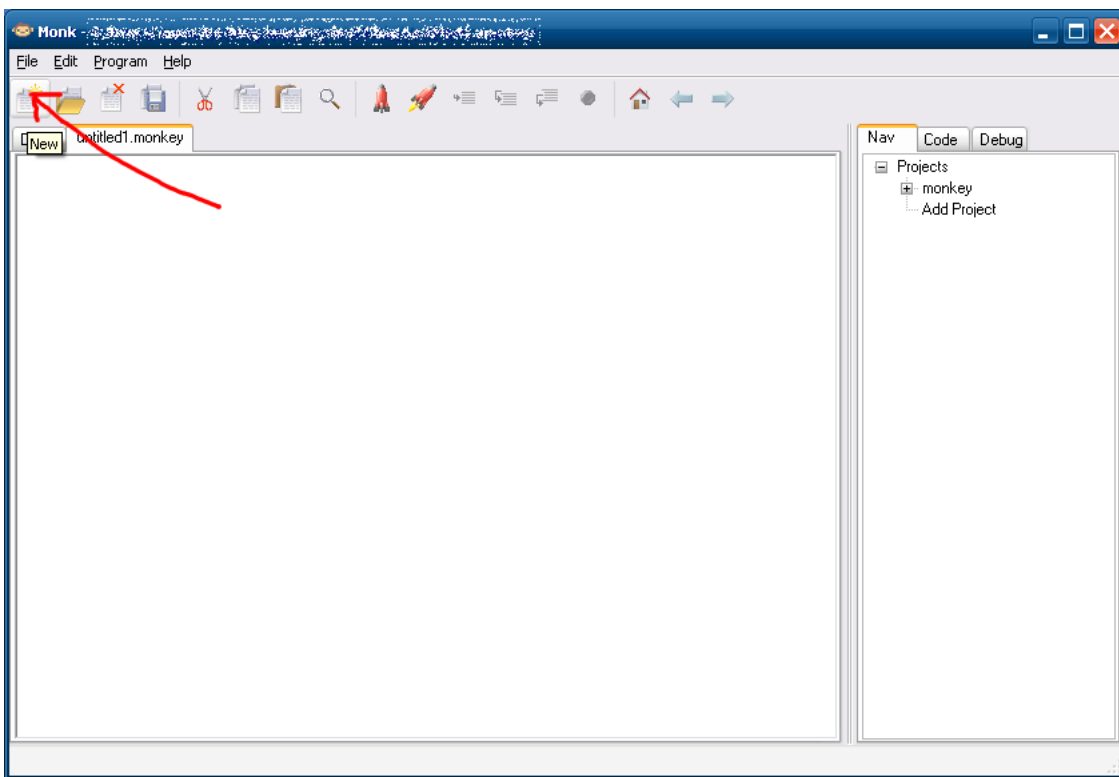 Monk -
File Edit Program Help
New
untitled1.monkey
Nav Code Debug
Projects
monkey
Add Project